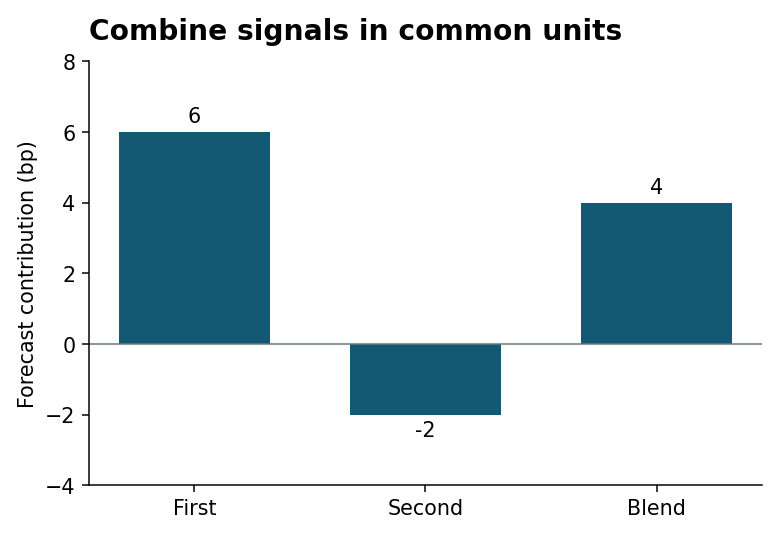 Combine signals in common units
Forecast contribution (bp)
8
6
4
2
0
−2
−4
6
-2
4
First
Second
Blend